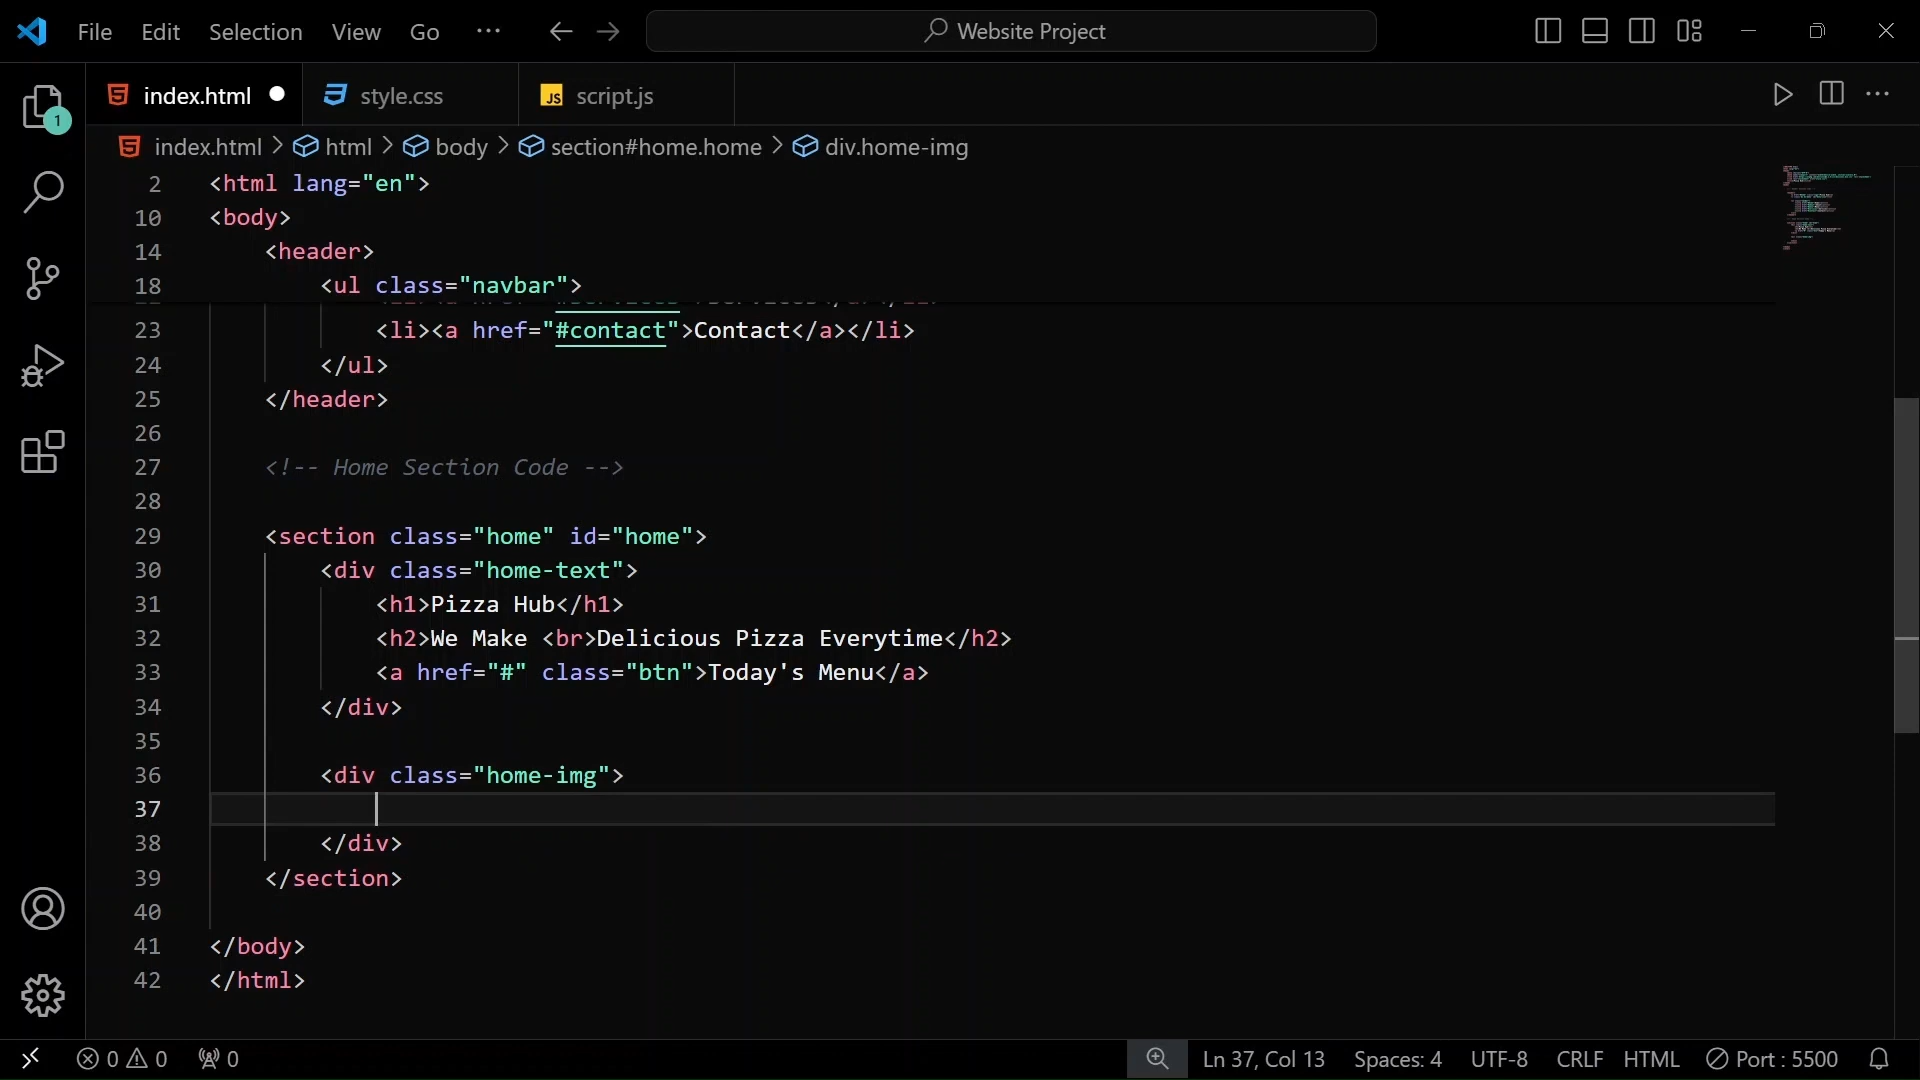 File Edit Selection View Go ··· Website Project
index.html style.css script.js
1
index.html > html > body > section#home.home > div.home-img
2 <html lang="en">
10 <body>
14 <header>
18 <ul class="navbar">
23 <li><a href="#contact">Contact</a></li>
24 </ul>
25 </header>
26
27 <!-- Home Section Code -->
28
29 <section class="home" id="home">
30 <div class="home-text">
31 <h1>Pizza Hub</h1>
32 <h2>We Make <br>Delicious Pizza Everytime</h2>
33 <a href="#" class="btn">Today's Menu</a>
34 </div>
35
36 <div class="home-img">
37
38 </div>
39 </section>
40
41 </body>
42 </html>
0 0 0 Ln 37, Col 13 Spaces: 4 UTF-8 CRLF HTML Port : 5500